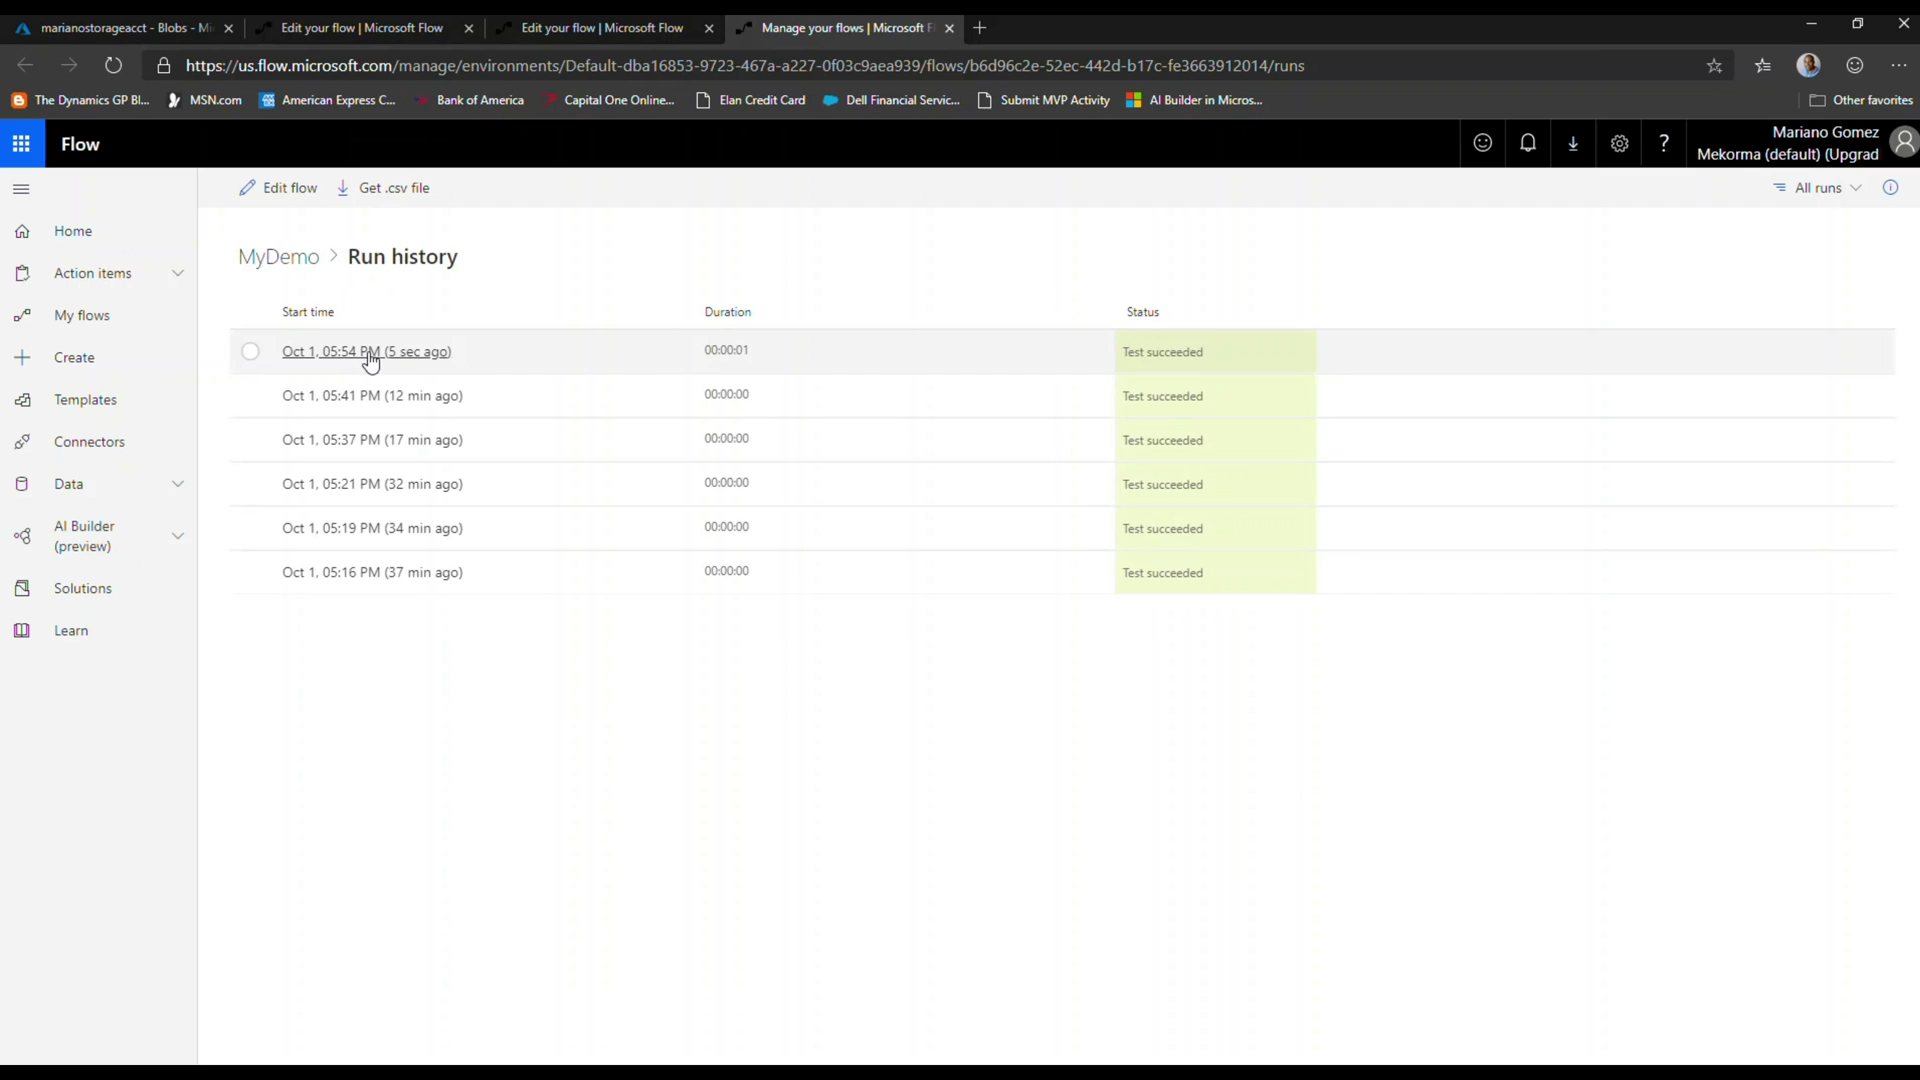 marianostorageacct - Blobs - Mi
Edit your flow | Microsoft Flow
Edit your flow | Microsoft Flow
Manage your flows | Microsoft F
https://us.flow.microsoft.com/manage/environments/Default-dba16853-9723-467a-a227-0f03c9aea939/flows/b6d96c2e-52ec-442d-b17c-fe3663912014/runs
The Dynamics GP Bl...
MSN.com
American Express C...
Bank of America
Capital One Online...
Elan Credit Card
Dell Financial Servic...
Submit MVP Activity
AI Builder in Micros...
Other favorites
Flow
Mariano Gomez
Mekorma (default) (Upgrad
Edit flow
Get .csv file
All runs
Home
Action items
My flows
Create
Templates
Connectors
Data
AI Builder
(preview)
Solutions
Learn
MyDemo > Run history
Start time Duration Status
Oct 1, 05:54 PM (5 sec ago) 00:00:01 Test succeeded
Oct 1, 05:41 PM (12 min ago) 00:00:00 Test succeeded
Oct 1, 05:37 PM (17 min ago) 00:00:00 Test succeeded
Oct 1, 05:21 PM (32 min ago) 00:00:00 Test succeeded
Oct 1, 05:19 PM (34 min ago) 00:00:00 Test succeeded
Oct 1, 05:16 PM (37 min ago) 00:00:00 Test succeeded